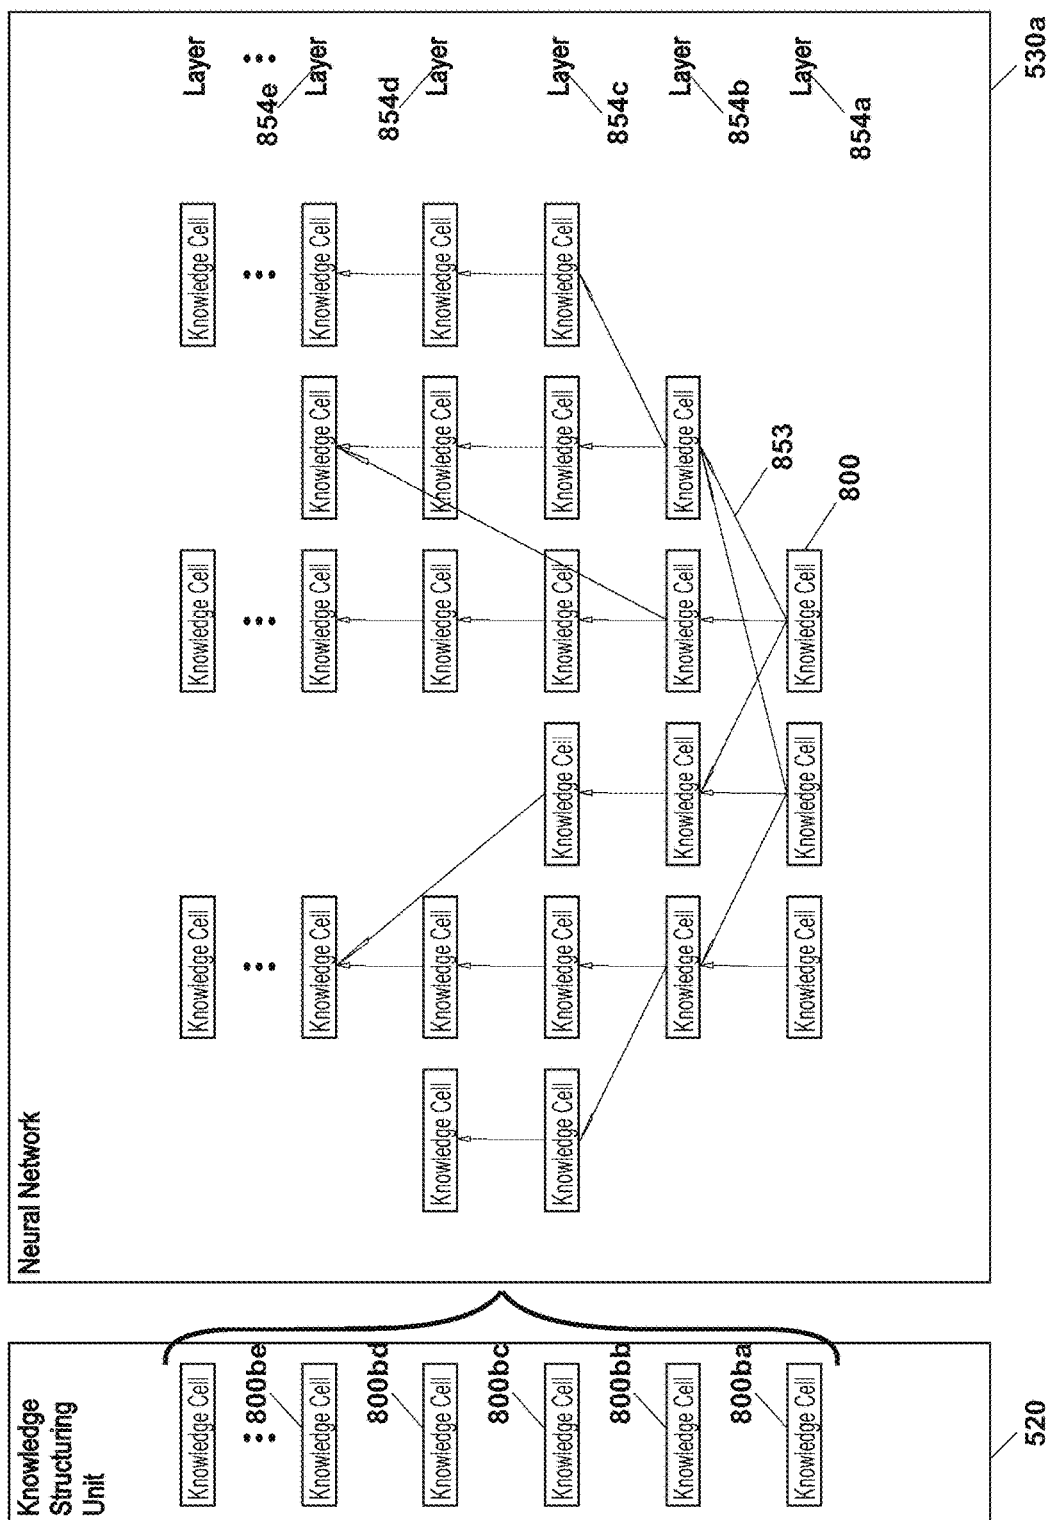 Knowledge
Structuring
Unit
Neural Network
Knowledge Cell
Knowledge Cell
Knowledge Cell
Knowledge Cell
Layer
•••
•••
•••
•••
•••
800be
854e
Knowledge Cell
Knowledge Cell
Knowledge Cell
Knowledge Cell
Knowledge Cell
Layer
800bd
854d
Knowledge Cell
Knowledge Cell
Knowledge Cell
Knowledge Cell
Knowledge Cell
Knowledge Cell
Layer
800bc
Knowledge Cell
Knowledge Cell
Knowledge Cell
Knowledge Cell
Knowledge Cell
Knowledge Cell
Knowledge Cell
Layer
800bb
854c
Knowledge Cell
Knowledge Cell
Knowledge Cell
Knowledge Cell
Knowledge Cell
Layer
800ba
854b
853
Knowledge Cell
Knowledge Cell
Knowledge Cell
Knowledge Cell
Layer
800
854a
520
530a